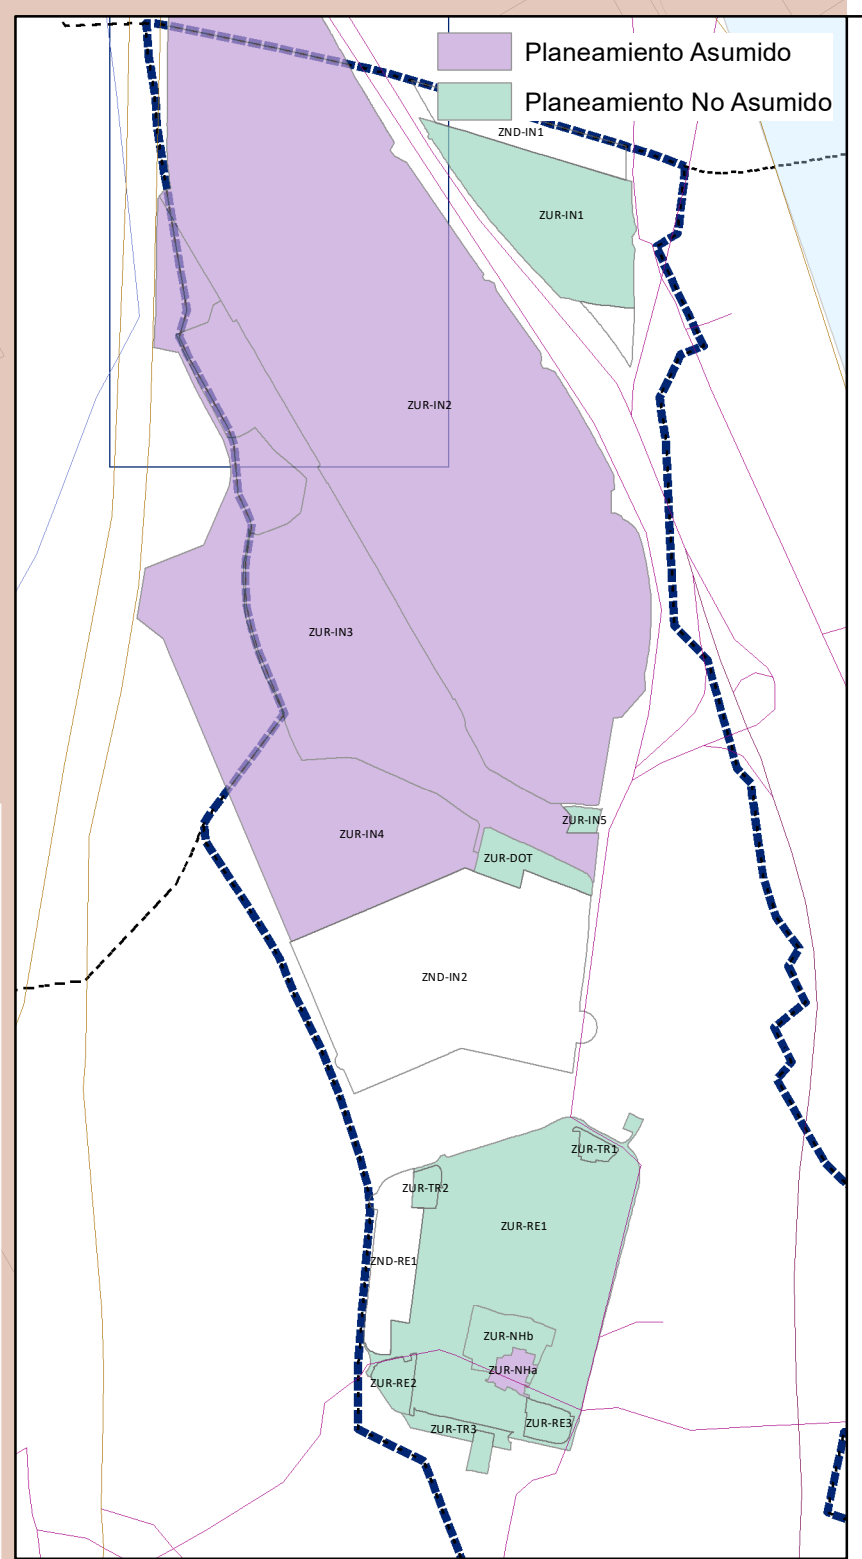 Planeamiento Asumido
Planeamiento No Asumido
ZND-IN1
ZUR-IN1
ZUR-IN2
ZUR-IN3
ZUR-IN5
ZUR-IN4
ZUR-DOT
ZND-IN2
ZUR-TR1
ZUR-TR2
ZUR-RE1
ZND-RE1
ZUR-NHb
ZUR-NHa
ZUR-RE2
ZUR-RE3
ZUR-TR3